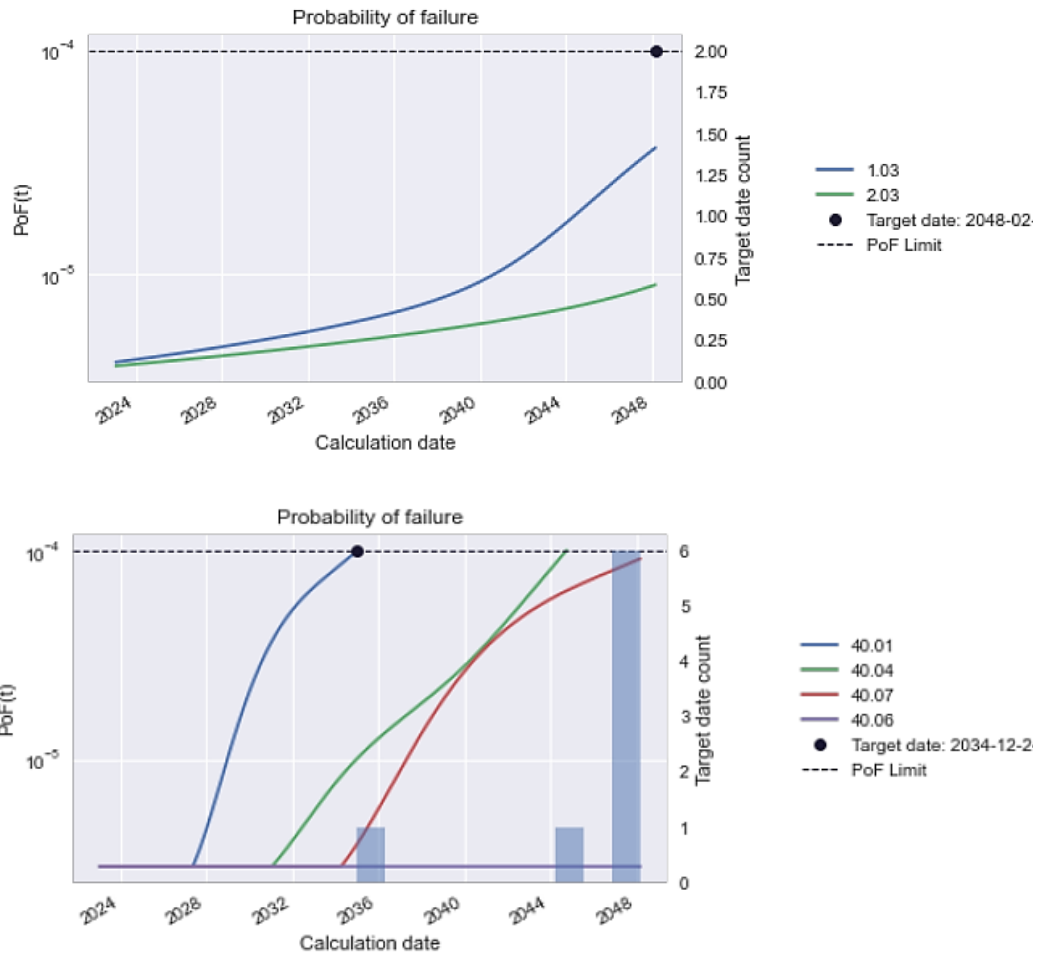 Probability of failure
10⁻⁴
10⁻⁵
PoF(t)
2.00
1.75
1.50
1.25
1.00
0.75
0.50
0.25
0.00
Target date count
2024 2028 2032 2036 2040 2044 2048
Calculation date
1.03
2.03
Target date: 2048-02-
PoF Limit
Probability of failure
10⁻⁴
10⁻⁵
PoF(t)
6
5
4
3
2
1
0
Target date count
2024 2028 2032 2036 2040 2044 2048
Calculation date
40.01
40.04
40.07
40.06
Target date: 2034-12-2
PoF Limit